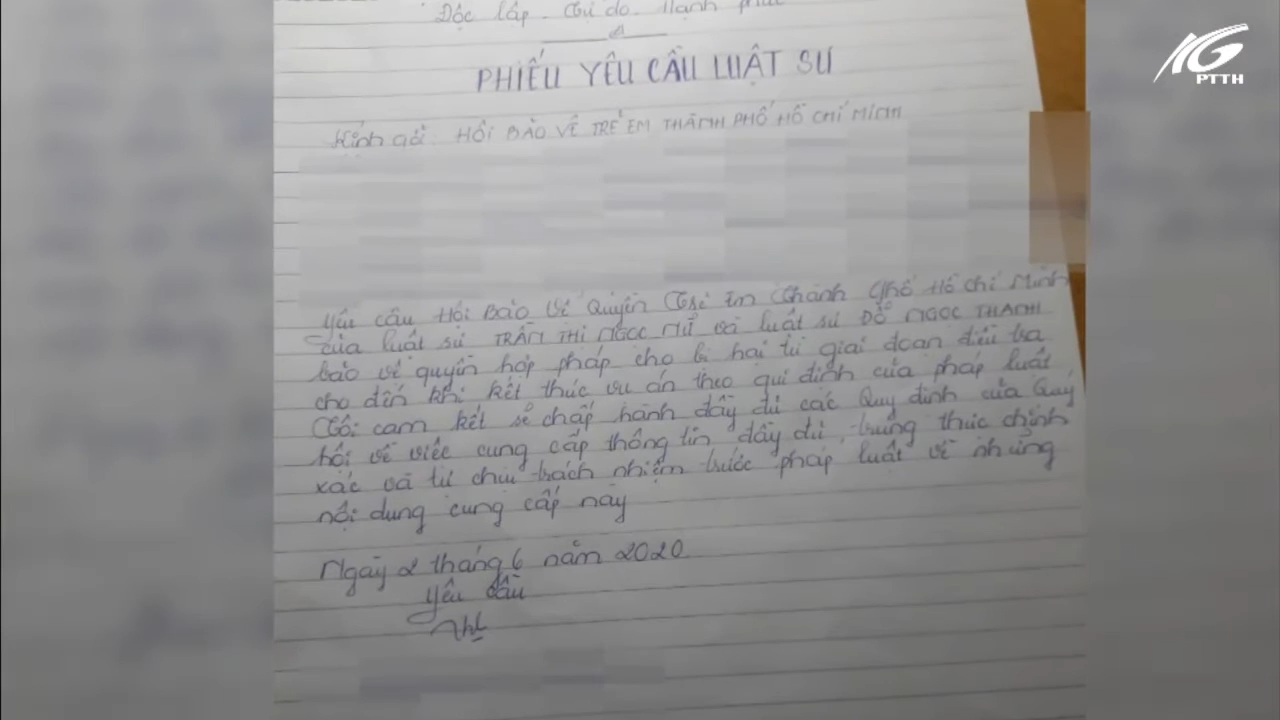 Độc lập - Tự do - Hạnh phúc
PHIẾU YÊU CẦU LUẬT SƯ
Kính gởi: HỘI BẢO VỆ TRẺ EM THÀNH PHỐ HỒ CHÍ MINH
Yêu cầu Hội Bảo Vệ Quyền Trẻ Em Thành Phố Hồ Chí Minh
của luật sư TRẦN THỊ NGỌC NỮ và luật sư ĐỖ NGỌC THANH
bảo vệ quyền hợp pháp cho bị hại từ giai đoạn điều tra
cho đến khi kết thúc vụ án theo qui định của pháp luật
Tôi cam kết sẽ chấp hành đầy đủ các Quy định của Quý
hội về việc cung cấp thông tin đầy đủ, trung thực chính
xác và tự chịu trách nhiệm trước pháp luật về những
nội dung cung cấp này
Ngày 2 tháng 6 năm 2020
Yêu cầu
PTTH